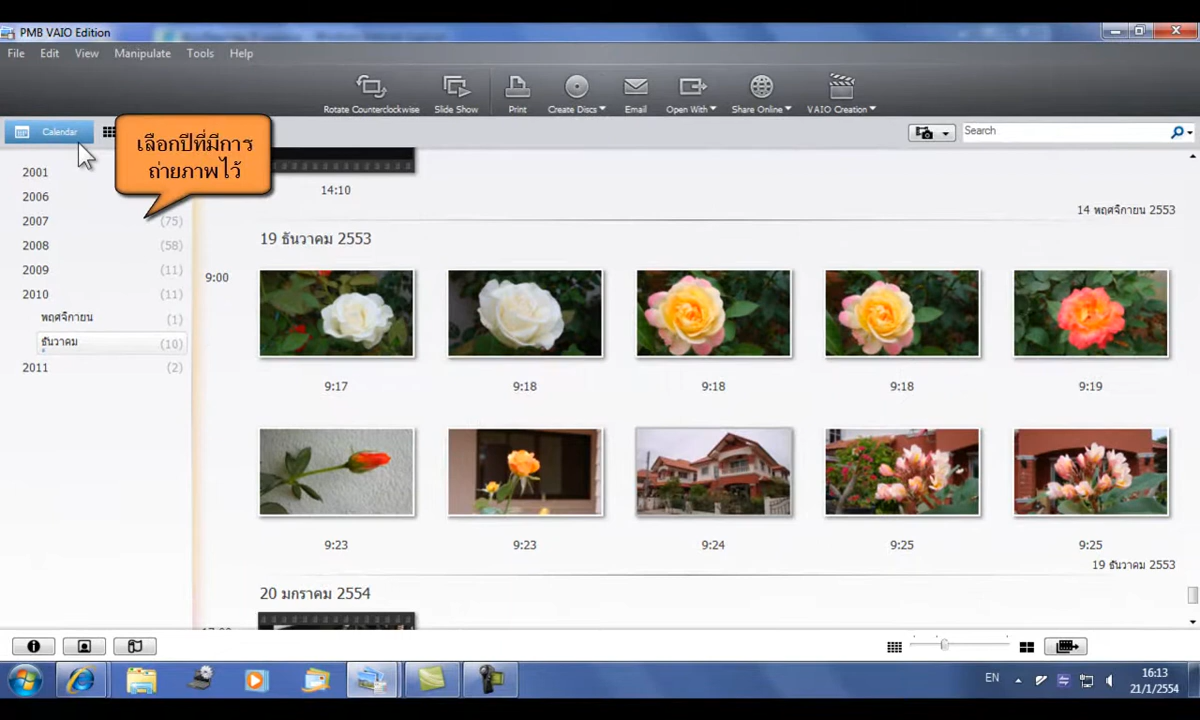 PMB VAIO Edition
File Edit View Manipulate Tools Help
Rotate Counterclockwise Slide Show Print Create Discs Email Open With Share Online VAIO Creation
Calendar
Search
เลือกปีที่มีการ
ถ่ายภาพไว้
2001
2006
2007 (75)
2008 (58)
2009 (11)
2010 (11)
พฤศจิกายน (1)
ธันวาคม (10)
2011 (2)
14:10
14 พฤศจิกายน 2553
19 ธันวาคม 2553
9:00
9:17 9:18 9:18 9:18 9:19
9:23 9:23 9:24 9:25 9:25
19 ธันวาคม 2553
20 มกราคม 2554
EN
16:13
21/1/2554